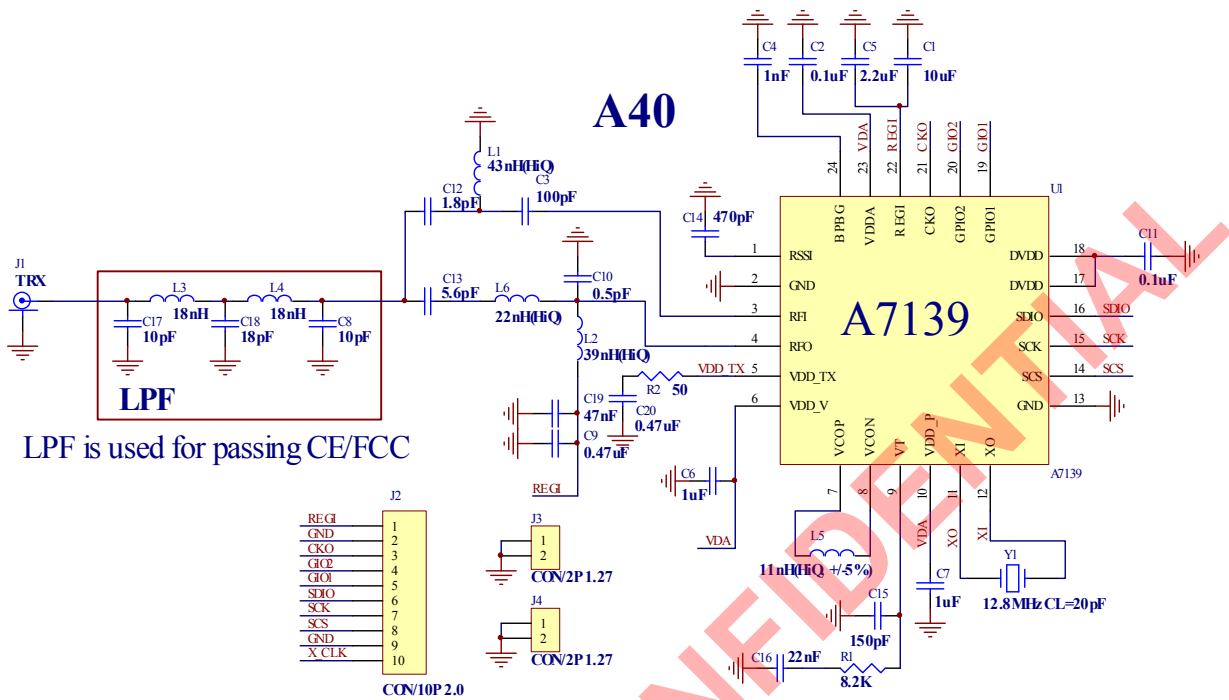 A40
C4
1nF
C2
0.1uF
C5
2.2uF
C1
10uF
VDA
REGI
CKO
GIO2
GIO1
24
23
22
21
20
19
BPBG
VDDA
REGI
CKO
GPIO2
GPIO1
U1
L1
43nH(HiQ)
C12
1.8pF
C3
100pF
C14
470pF
J1
TRX
L3
18nH
L4
18nH
C17
10pF
C18
18pF
C8
10pF
LPF
LPF is used for passing CE/FCC
C13
5.6pF
L6
22nH(HiQ)
C10
0.5pF
L2
39nH(HiQ)
VDD_TX
R2
50
C19
47nF
C20
0.47uF
C9
0.47uF
REGI
1
RSSI
2
GND
3
RFI
4
RFO
5
VDD_TX
6
VDD_V
A7139
DVDD
18
DVDD
17
SDIO
16
SDIO
SCK
15
SCK
SCS
14
SCS
GND
13
C11
0.1uF
VCOP
VCON
VT
VDD_P
XI
XO
7
8
9
10
11
12
A7139
C6
1uF
VDA
L5
11nH(HiQ, +/-5%)
VDA
XO
XI
C7
1uF
Y1
12.8MHz CL=20pF
C15
150pF
C16
22nF
R1
8.2K
J2
REGI 1
GND 2
CKO 3
GIO2 4
GIO1 5
SDIO 6
SCK 7
SCS 8
GND 9
X_CLK 10
CON/10P 2.0
J3
1
2
CON/2P 1.27
J4
1
2
CON/2P 1.27
NFIDENTIAL